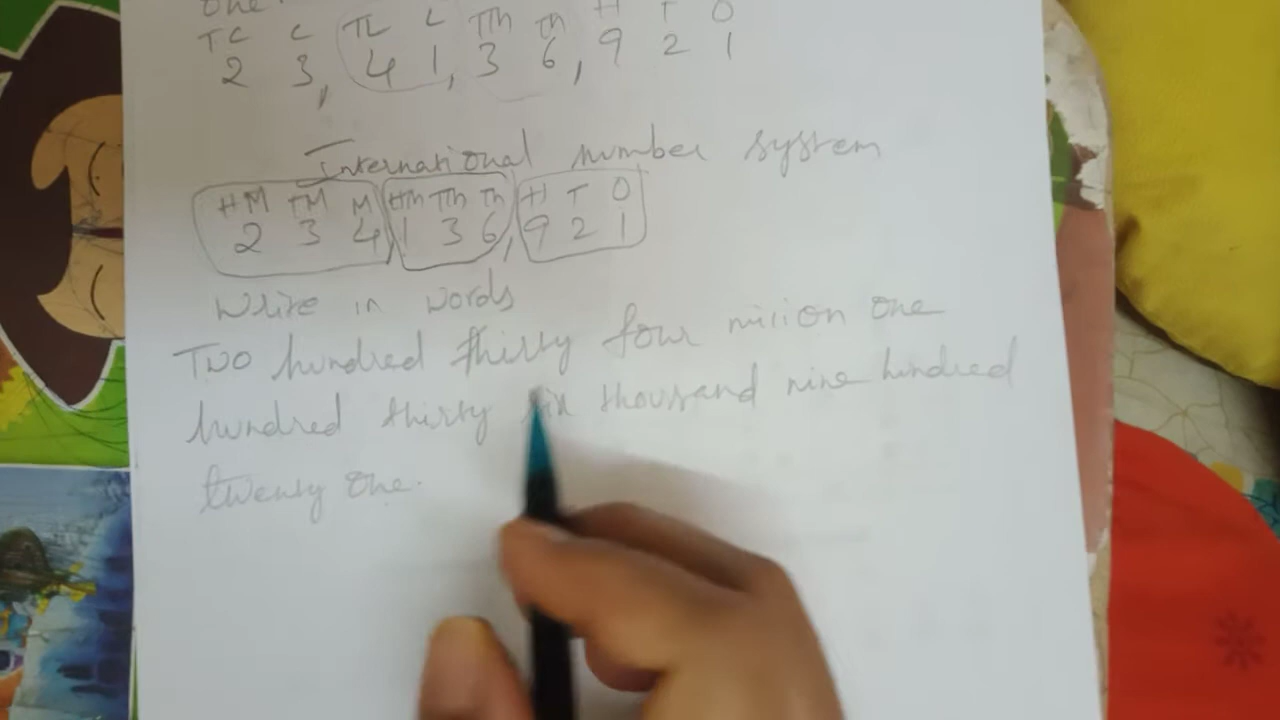 one
TC C TL L TTh Th H T O
2 3, 4 1, 3 6, 9 2 1
International number system
HM TM M HTh TTh Th H T O
2 3 4, 1 3 6, 9 2 1
Write in words
Two hundred thirty four million one
hundred thirty six thousand nine hundred
twenty one.